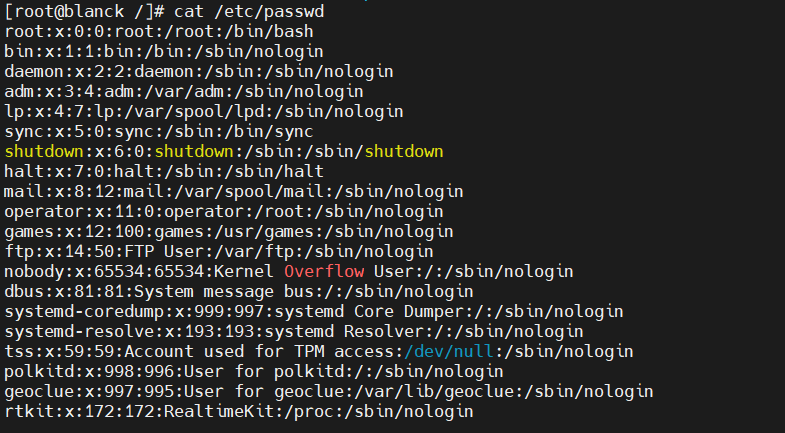 [root@blanck /]# cat /etc/passwd
root:x:0:0:root:/root:/bin/bash
bin:x:1:1:bin:/bin:/sbin/nologin
daemon:x:2:2:daemon:/sbin:/sbin/nologin
adm:x:3:4:adm:/var/adm:/sbin/nologin
lp:x:4:7:lp:/var/spool/lpd:/sbin/nologin
sync:x:5:0:sync:/sbin:/bin/sync
shutdown:x:6:0:shutdown:/sbin:/sbin/shutdown
halt:x:7:0:halt:/sbin:/sbin/halt
mail:x:8:12:mail:/var/spool/mail:/sbin/nologin
operator:x:11:0:operator:/root:/sbin/nologin
games:x:12:100:games:/usr/games:/sbin/nologin
ftp:x:14:50:FTP User:/var/ftp:/sbin/nologin
nobody:x:65534:65534:Kernel Overflow User:/:/sbin/nologin
dbus:x:81:81:System message bus:/:/sbin/nologin
systemd-coredump:x:999:997:systemd Core Dumper:/:/sbin/nologin
systemd-resolve:x:193:193:systemd Resolver:/:/sbin/nologin
tss:x:59:59:Account used for TPM access:/dev/null:/sbin/nologin
polkitd:x:998:996:User for polkitd:/:/sbin/nologin
geoclue:x:997:995:User for geoclue:/var/lib/geoclue:/sbin/nologin
rtkit:x:172:172:RealtimeKit:/proc:/sbin/nologin